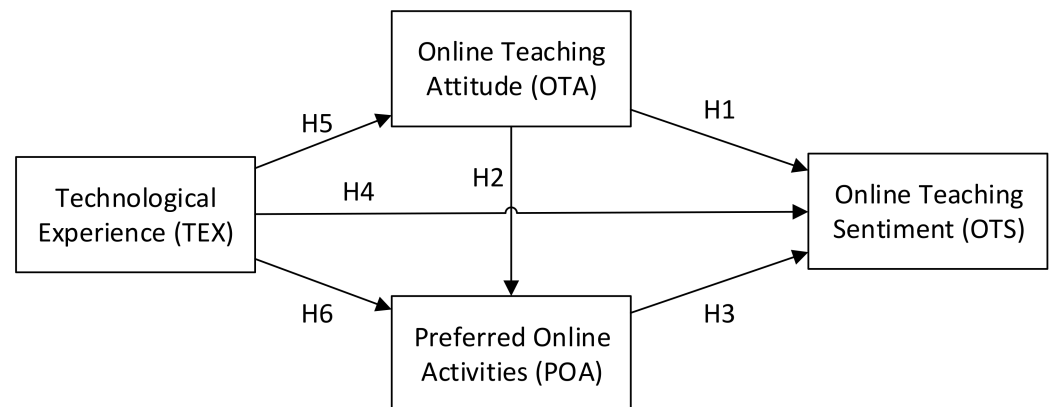 Online Teaching
Attitude (OTA)
H1
H5
H2
Technological
Experience (TEX)
H4
Online Teaching
Sentiment (OTS)
H6
H3
Preferred Online
Activities (POA)